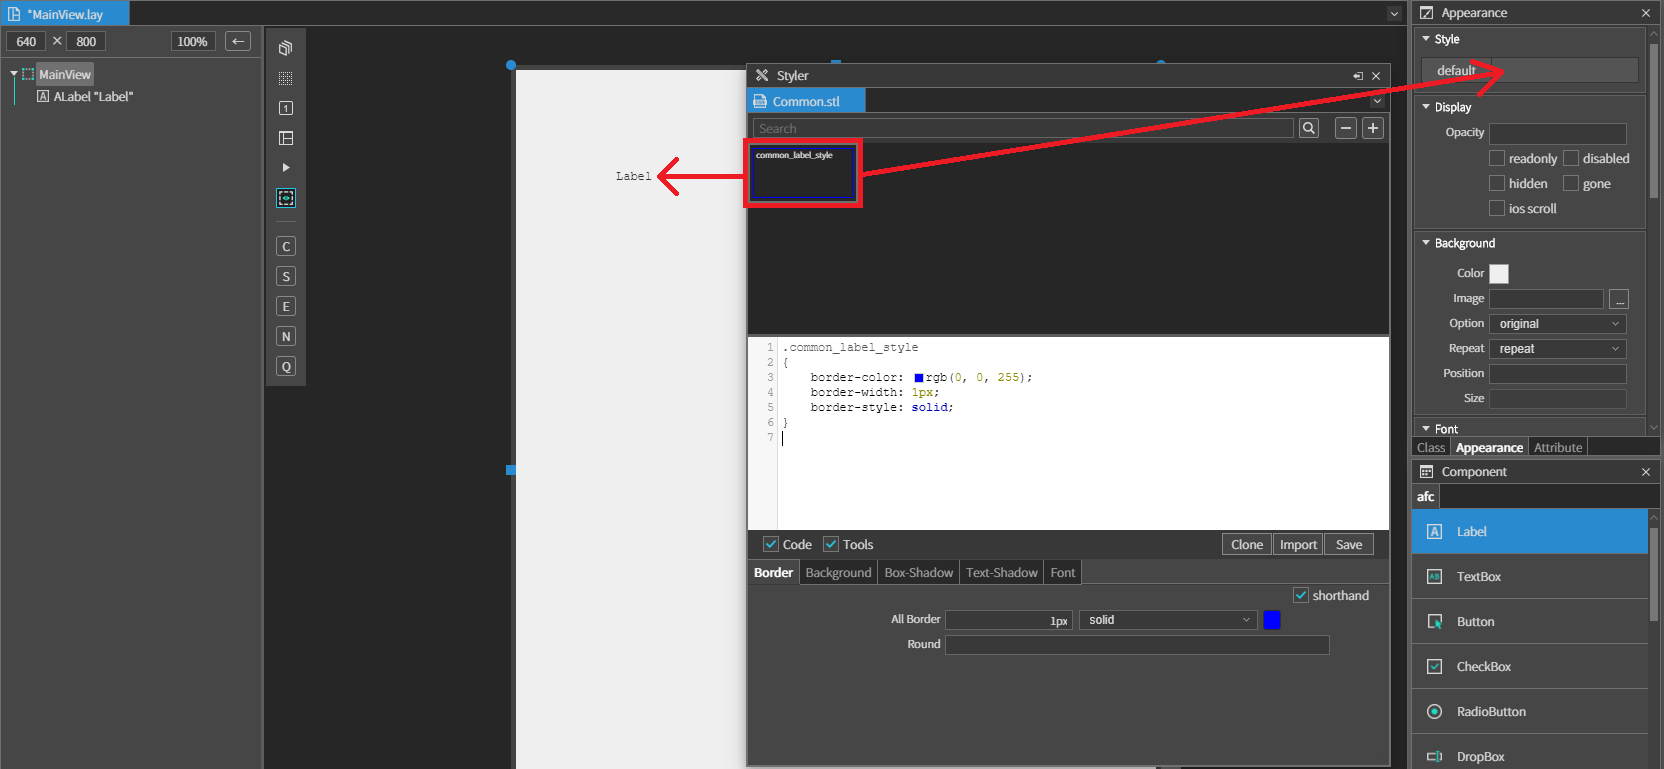 *MainView.lay
640 × 800 100%
MainView
ALabel "Label"
1
C
S
E
N
Q
Label
Styler
Common.stl
Search
common_label_style
1 .common_label_style
2 {
3 border-color: rgb(0, 0, 255);
4 border-width: 1px;
5 border-style: solid;
6 }
7
Code Tools Clone Import Save
Border Background Box-Shadow Text-Shadow Font
shorthand
All Border 1px solid
Round
Appearance
Style
default
Display
Opacity
readonly disabled
hidden gone
ios scroll
Background
Color
Image ...
Option original
Repeat repeat
Position
Size
Font
Class Appearance Attribute
Component
afc
A Label
AB TextBox
Button
CheckBox
RadioButton
DropBox